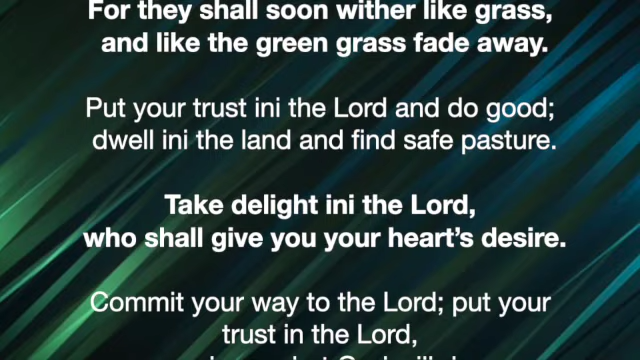 For they shall soon wither like grass,
and like the green grass fade away.
Put your trust ini the Lord and do good;
dwell ini the land and find safe pasture.
Take delight ini the Lord,
who shall give you your heart's desire.
Commit your way to the Lord; put your
trust in the Lord,